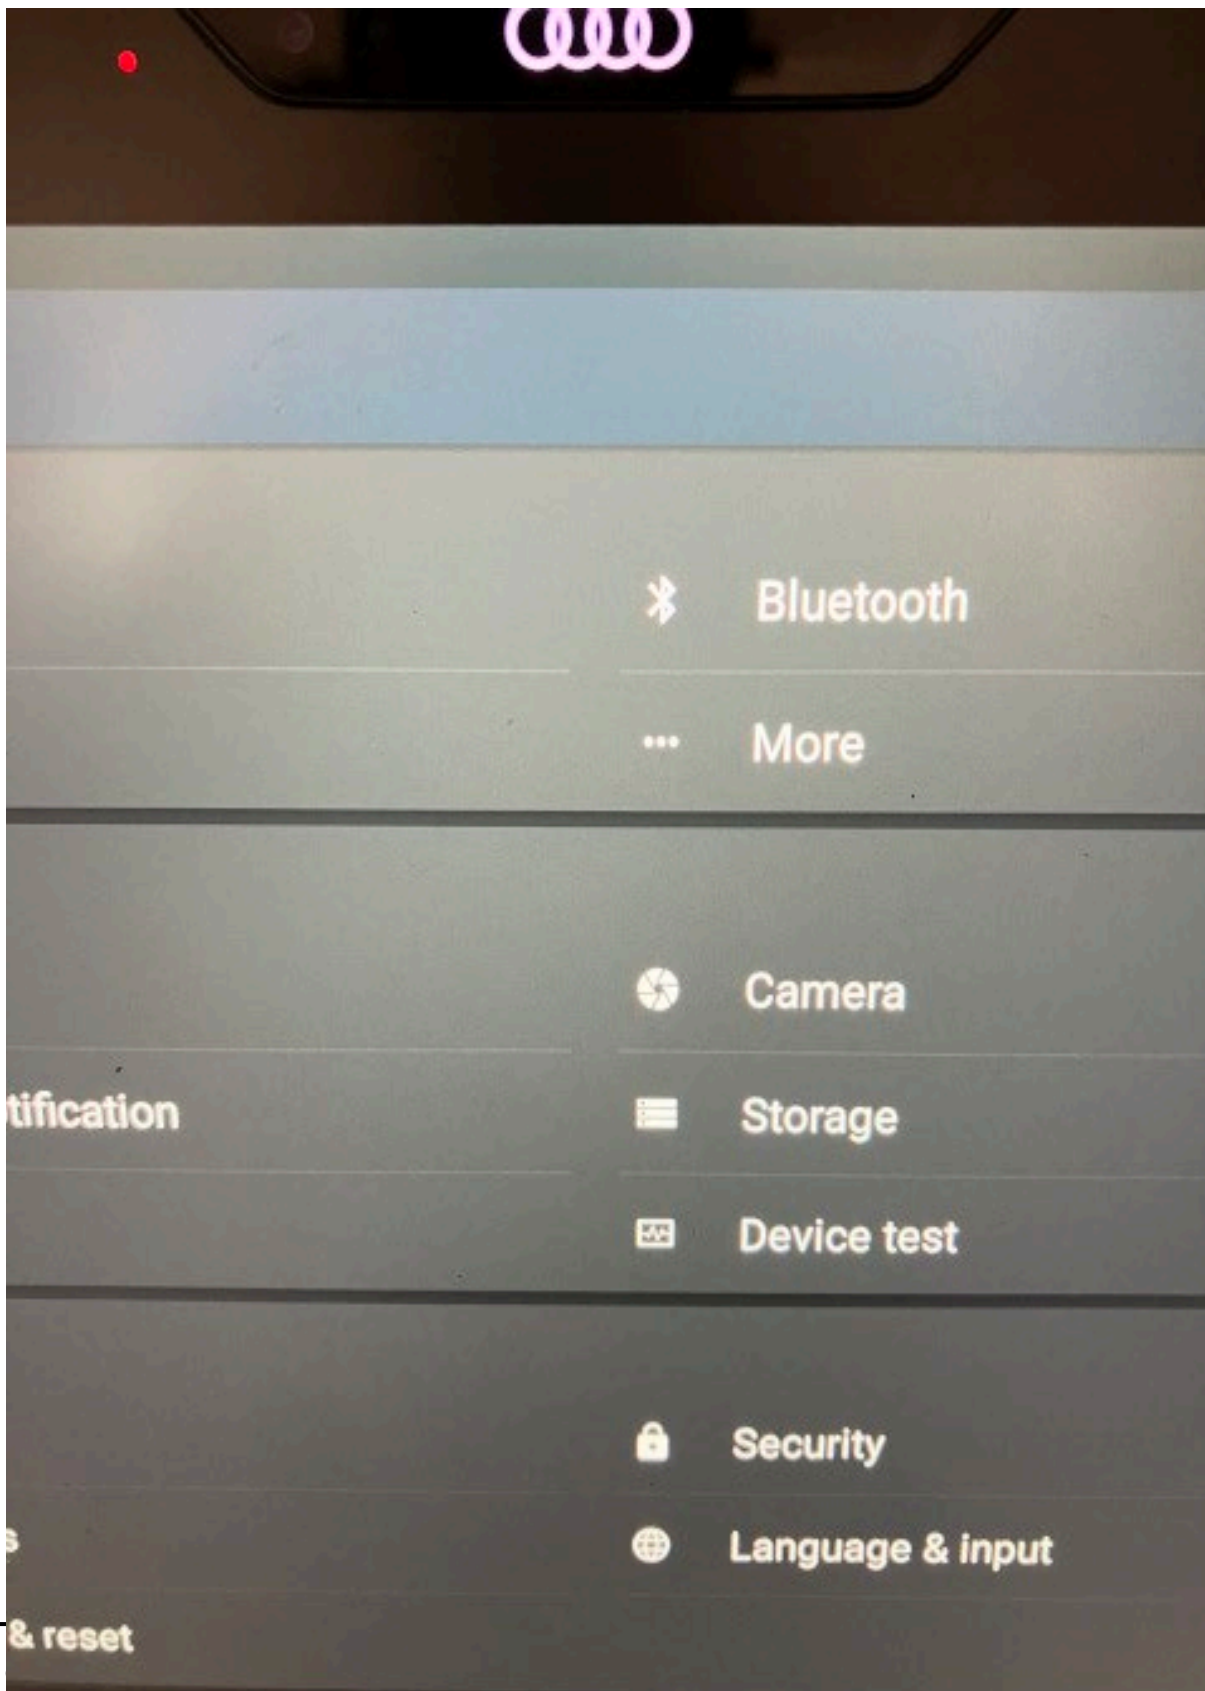 Bluetooth
More
Camera
tification
Storage
Device test
Security
s
Language & input
& reset